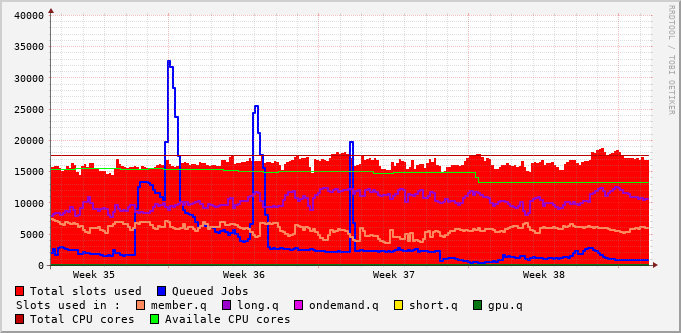 RRDTOOL / TOBI OETIKER
40000
35000
30000
25000
20000
15000
10000
5000
0
Week 35 Week 36 Week 37 Week 38
Total slots used Queued Jobs
Slots used in : member.q long.q ondemand.q short.q gpu.q
Total CPU cores Availale CPU cores